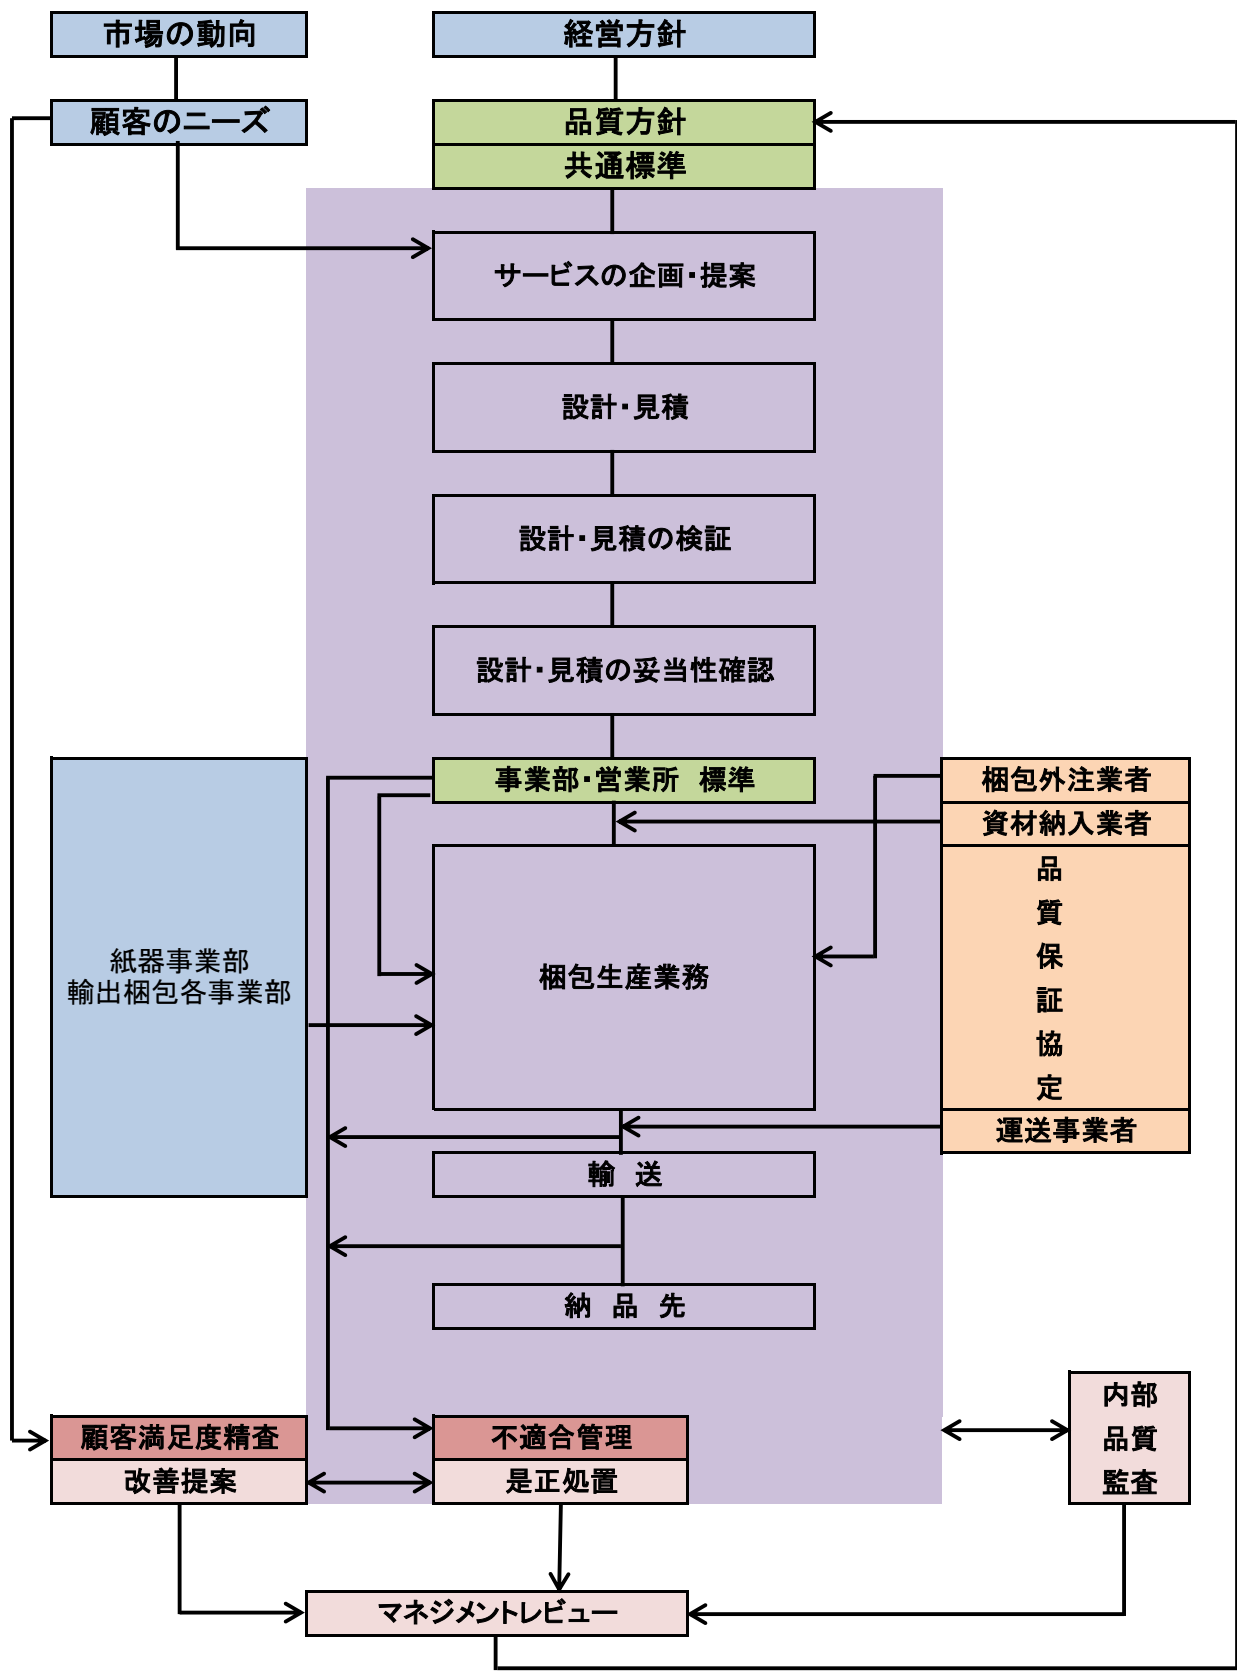 市場の動向
経営方針
顧客のニーズ
品質方針
共通標準
サービスの企画・提案
設計・見積
設計・見積の検証
設計・見積の妥当性確認
事業部・営業所　標準
梱包外注業者
資材納入業者
品
質
保
証
協
定
運送事業者
紙器事業部
輸出梱包各事業部
梱包生産業務
輸　送
納　品　先
内部
品質
監査
顧客満足度精査
改善提案
不適合管理
是正処置
マネジメントレビュー